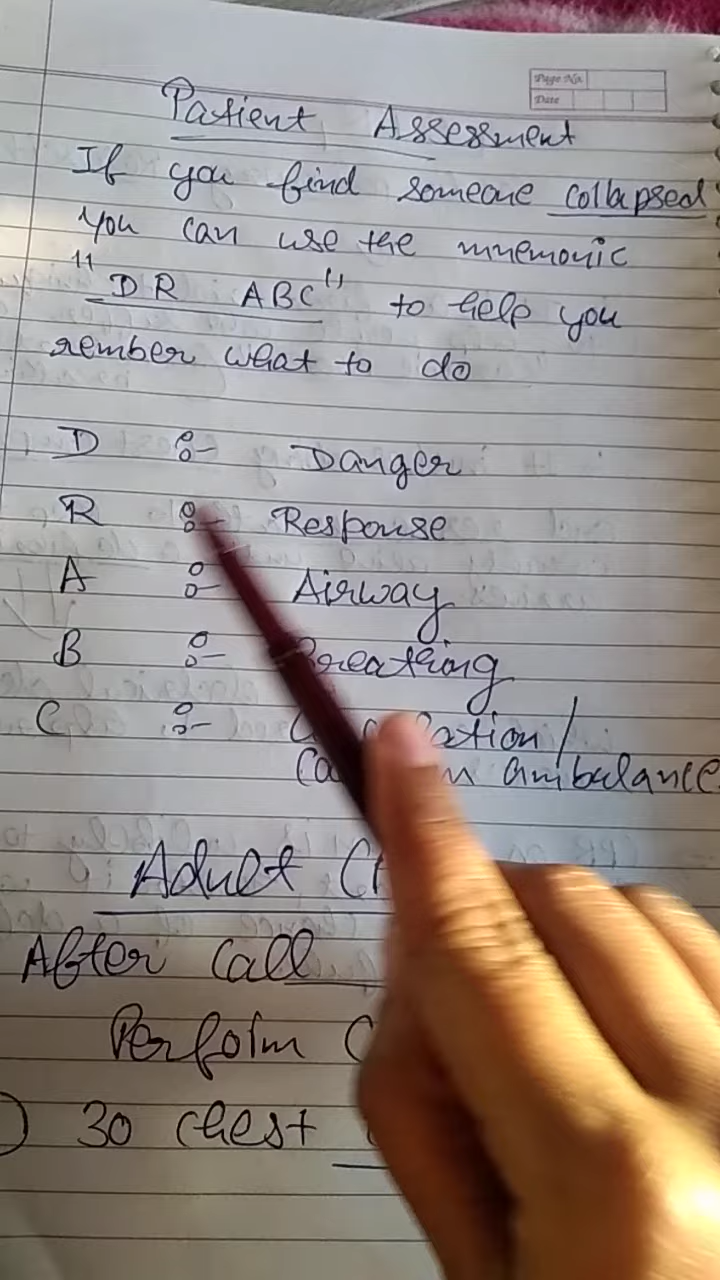 Page No.
Date
Patient Assessment
If you find someone collapsed
you can use the mnemonic
"DR ABC" to help you
rember what to do
D :- Danger
R :- Response
A :- Airway
B :- Breathing
C :- /
ambulance
Adult
After Call
Perform
30 chest